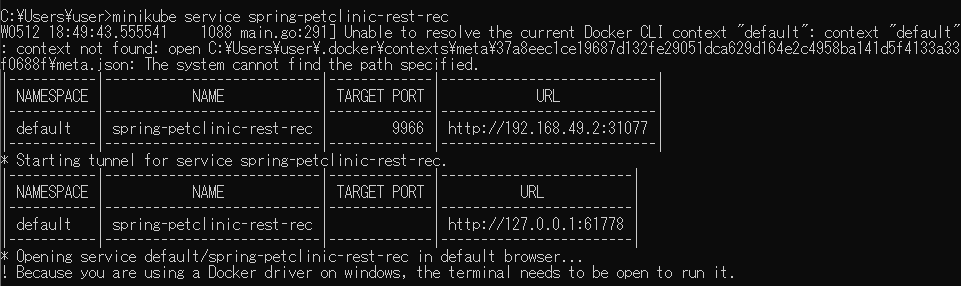 C:¥Users¥user>minikube service spring-petclinic-rest-rec
W0512 18:49:43.555541    1088 main.go:291] Unable to resolve the current Docker CLI context "default": context "default"
: context not found: open C:¥Users¥user¥.docker¥contexts¥meta¥37a8eec1ce19687d132fe29051dca629d164e2c4958ba141d5f4133a33
f0688f¥meta.json: The system cannot find the path specified.
|-----------|----------------------------|-------------|---------------------------|
| NAMESPACE |            NAME            | TARGET PORT |            URL            |
|-----------|----------------------------|-------------|---------------------------|
| default   | spring-petclinic-rest-rec  |        9966 | http://192.168.49.2:31077 |
|-----------|----------------------------|-------------|---------------------------|
* Starting tunnel for service spring-petclinic-rest-rec.
|-----------|----------------------------|-------------|------------------------|
| NAMESPACE |            NAME            | TARGET PORT |          URL           |
|-----------|----------------------------|-------------|------------------------|
| default   | spring-petclinic-rest-rec  |             | http://127.0.0.1:61778 |
|-----------|----------------------------|-------------|------------------------|
* Opening service default/spring-petclinic-rest-rec in default browser...
! Because you are using a Docker driver on windows, the terminal needs to be open to run it.